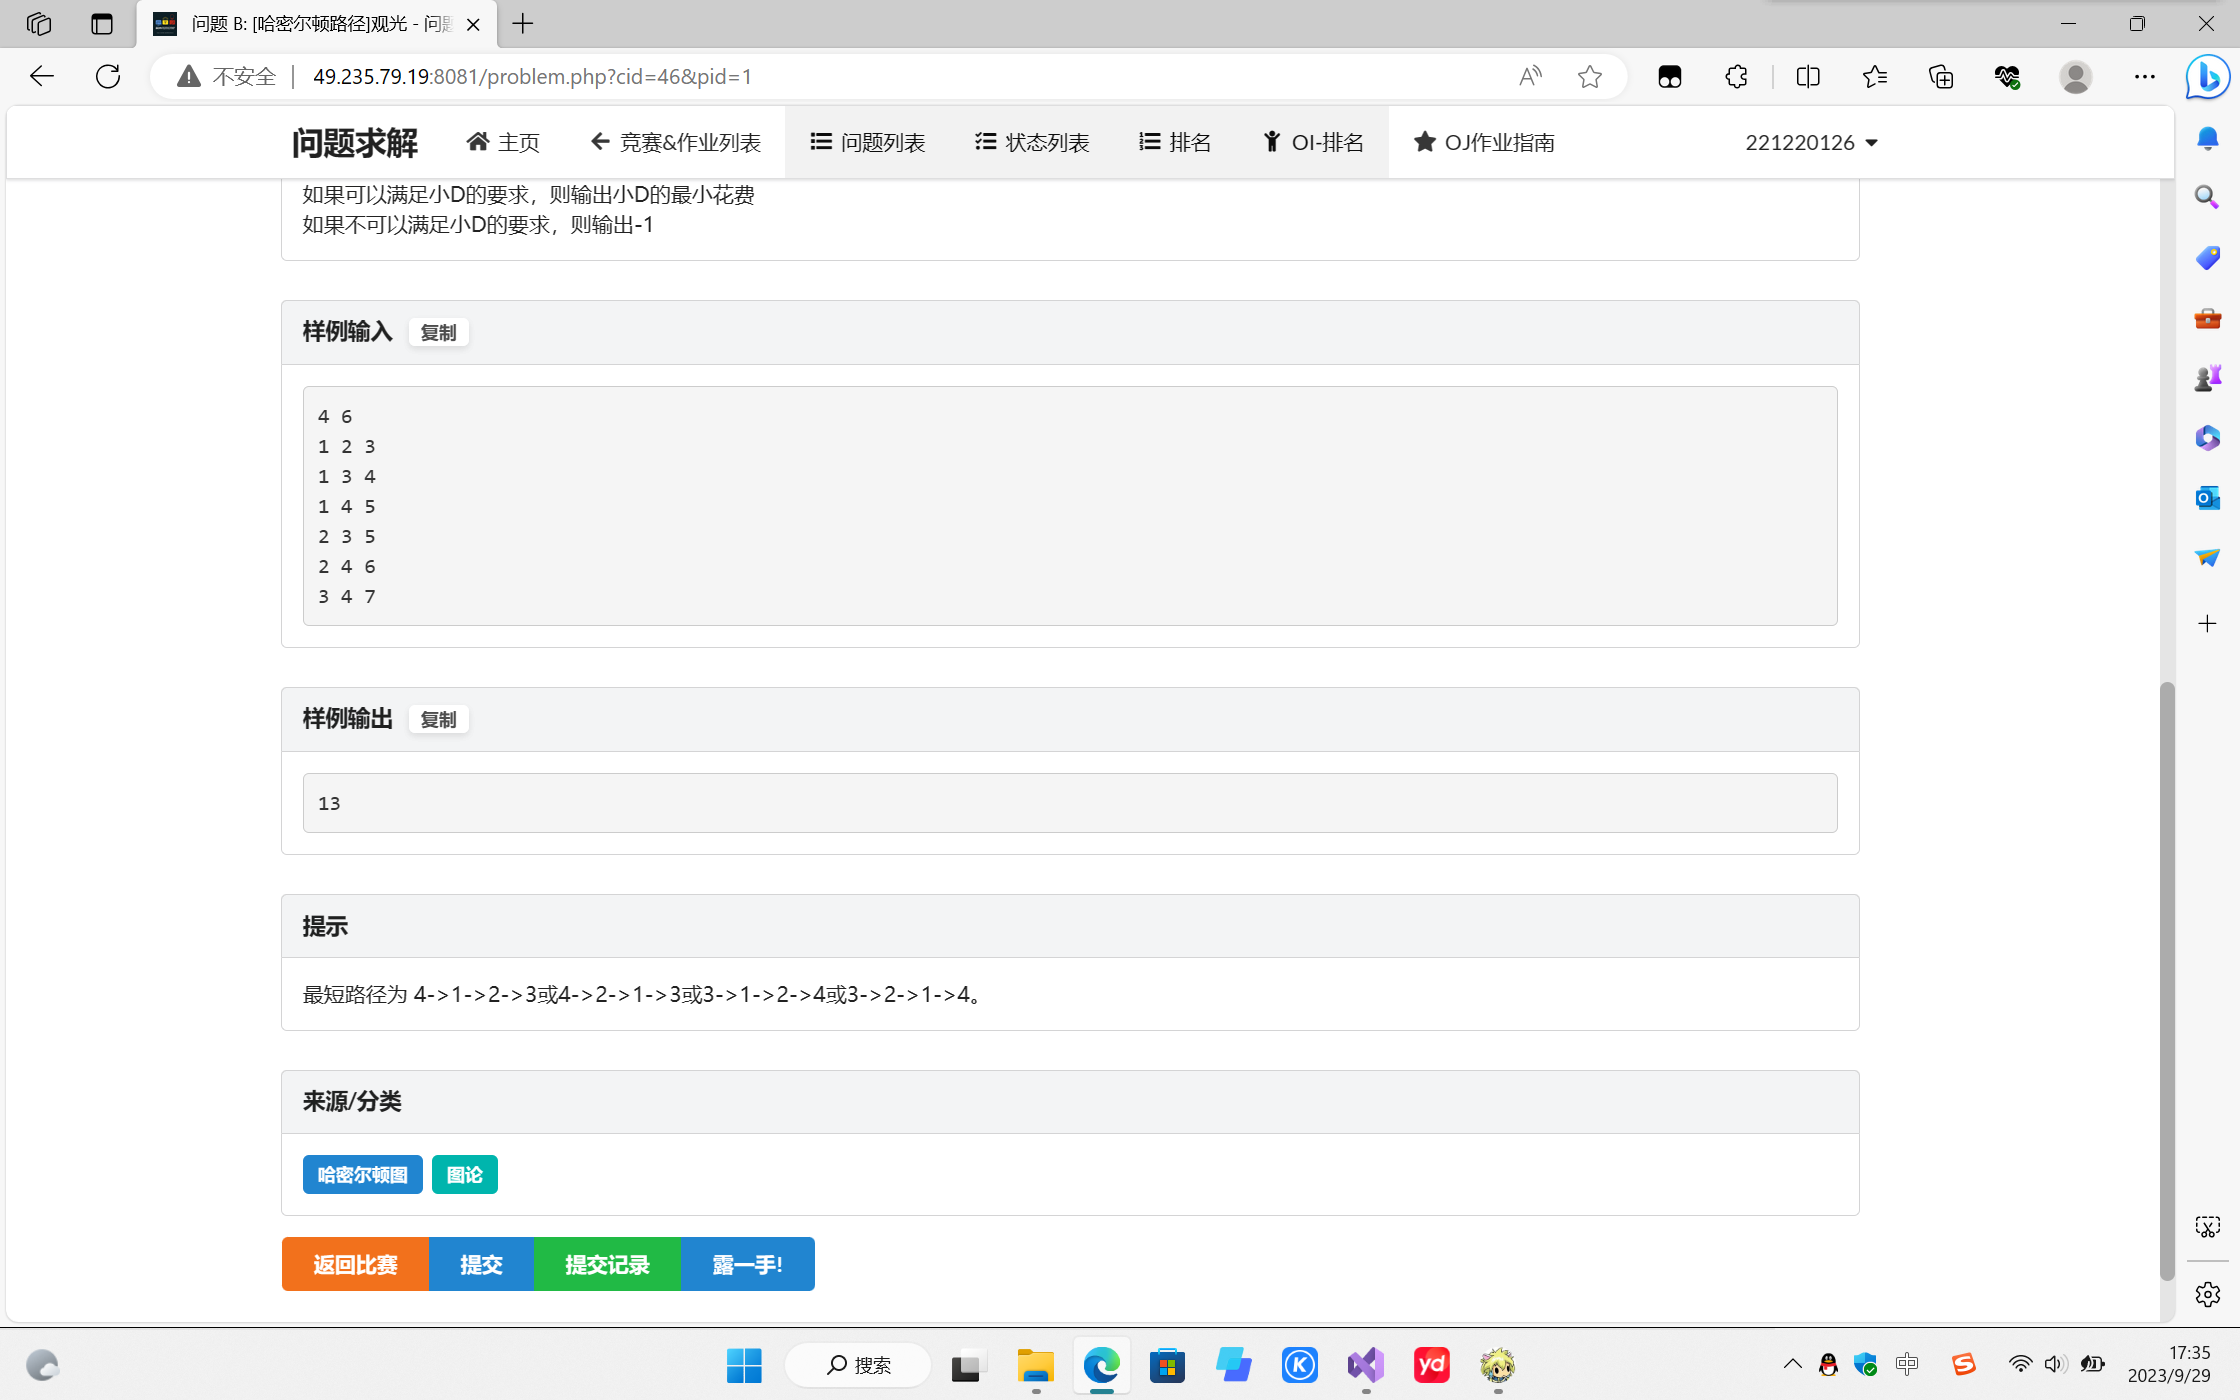 问题 B: [哈密尔顿路径]观光 - 问题
不安全 49.235.79.19:8081/problem.php?cid=46&pid=1
问题求解 主页 竞赛&作业列表 问题列表 状态列表 排名 OI-排名 OJ作业指南 221220126
如果可以满足小D的要求，则输出小D的最小花费
如果不可以满足小D的要求，则输出-1
样例输入 复制
4 6
1 2 3
1 3 4
1 4 5
2 3 5
2 4 6
3 4 7
样例输出 复制
13
提示
最短路径为 4->1->2->3或4->2->1->3或3->1->2->4或3->2->1->4。
来源/分类
哈密尔顿图 图论
返回比赛 提交 提交记录 露一手!
搜索 yd 中 17:35
2023/9/29